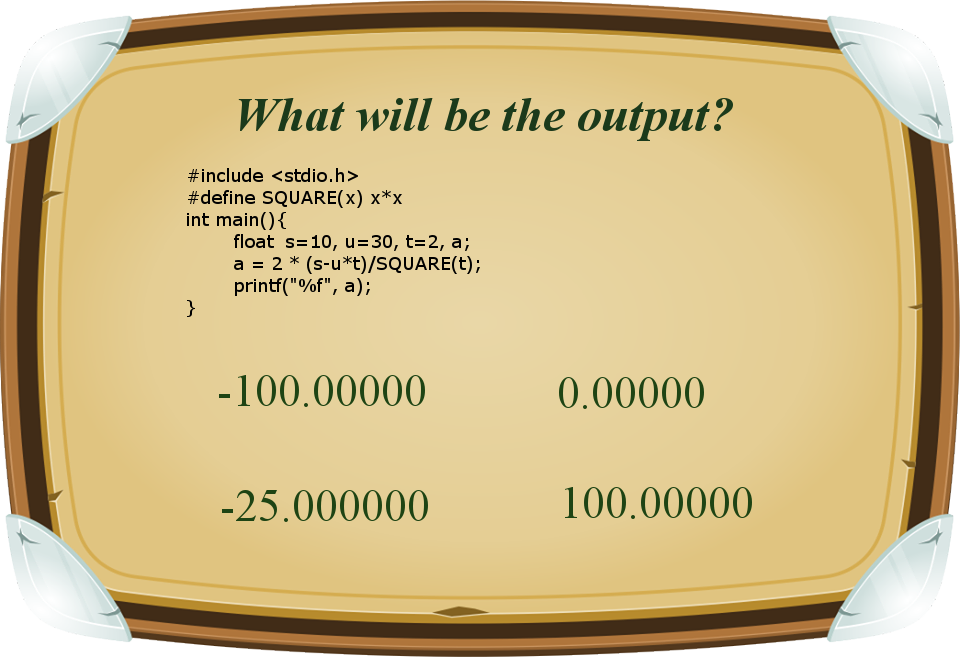 What will be the output?
#include <stdio.h>
#define SQUARE(x) x*x
int main(){
float  s=10, u=30, t=2, a;
a = 2 * (s-u*t)/SQUARE(t);
printf("%f", a);
}
-100.00000 0.00000
-25.000000 100.00000